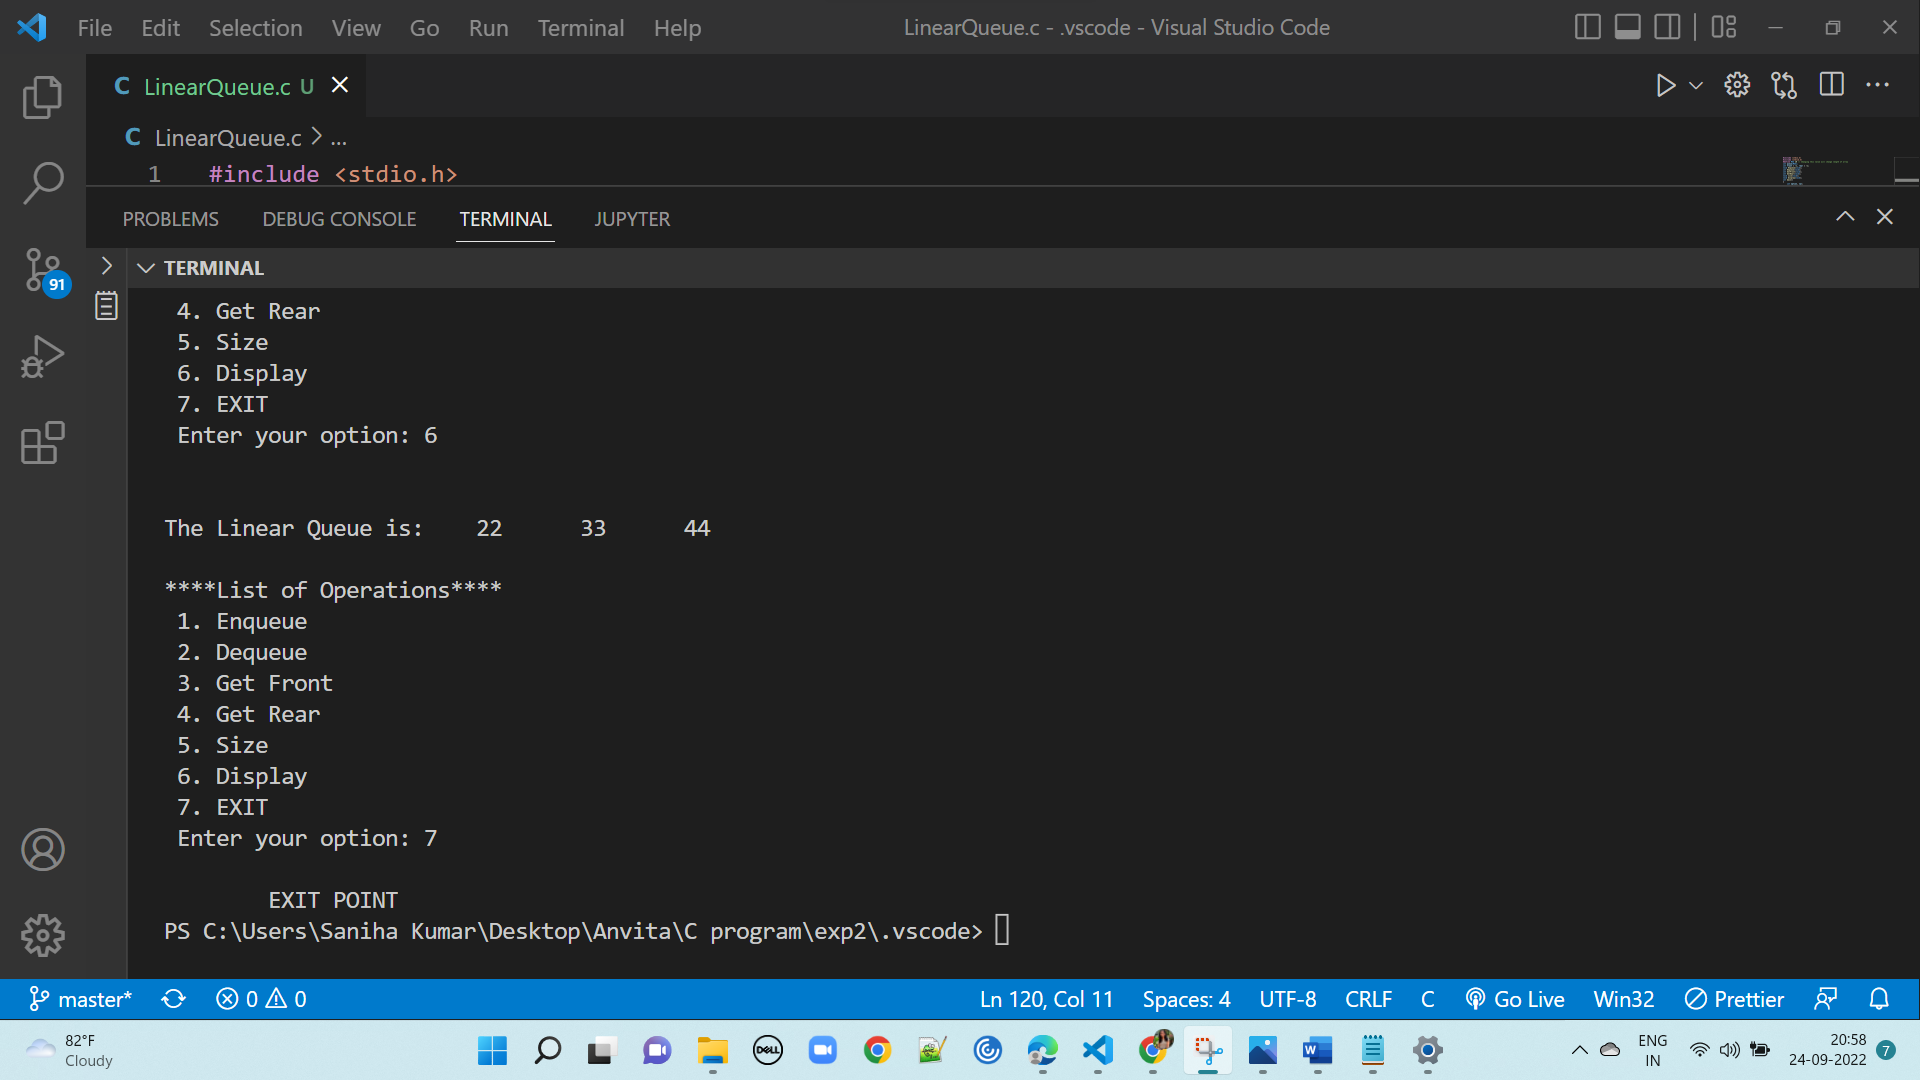 File Edit Selection View Go Run Terminal Help
LinearQueue.c - .vscode - Visual Studio Code
C LinearQueue.c U
C LinearQueue.c > ...
1 #include <stdio.h>
PROBLEMS DEBUG CONSOLE TERMINAL JUPYTER
91
TERMINAL
4. Get Rear
5. Size
6. Display
7. EXIT
Enter your option: 6
The Linear Queue is: 22 33 44
****List of Operations****
1. Enqueue
2. Dequeue
3. Get Front
4. Get Rear
5. Size
6. Display
7. EXIT
Enter your option: 7
EXIT POINT
PS C:\Users\Saniha Kumar\Desktop\Anvita\C program\exp2\.vscode>
master* 0 0 Ln 120, Col 11 Spaces: 4 UTF-8 CRLF C Go Live Win32 Prettier
82°F
Cloudy
DELL
W
ENG
IN
20:58
24-09-2022
7